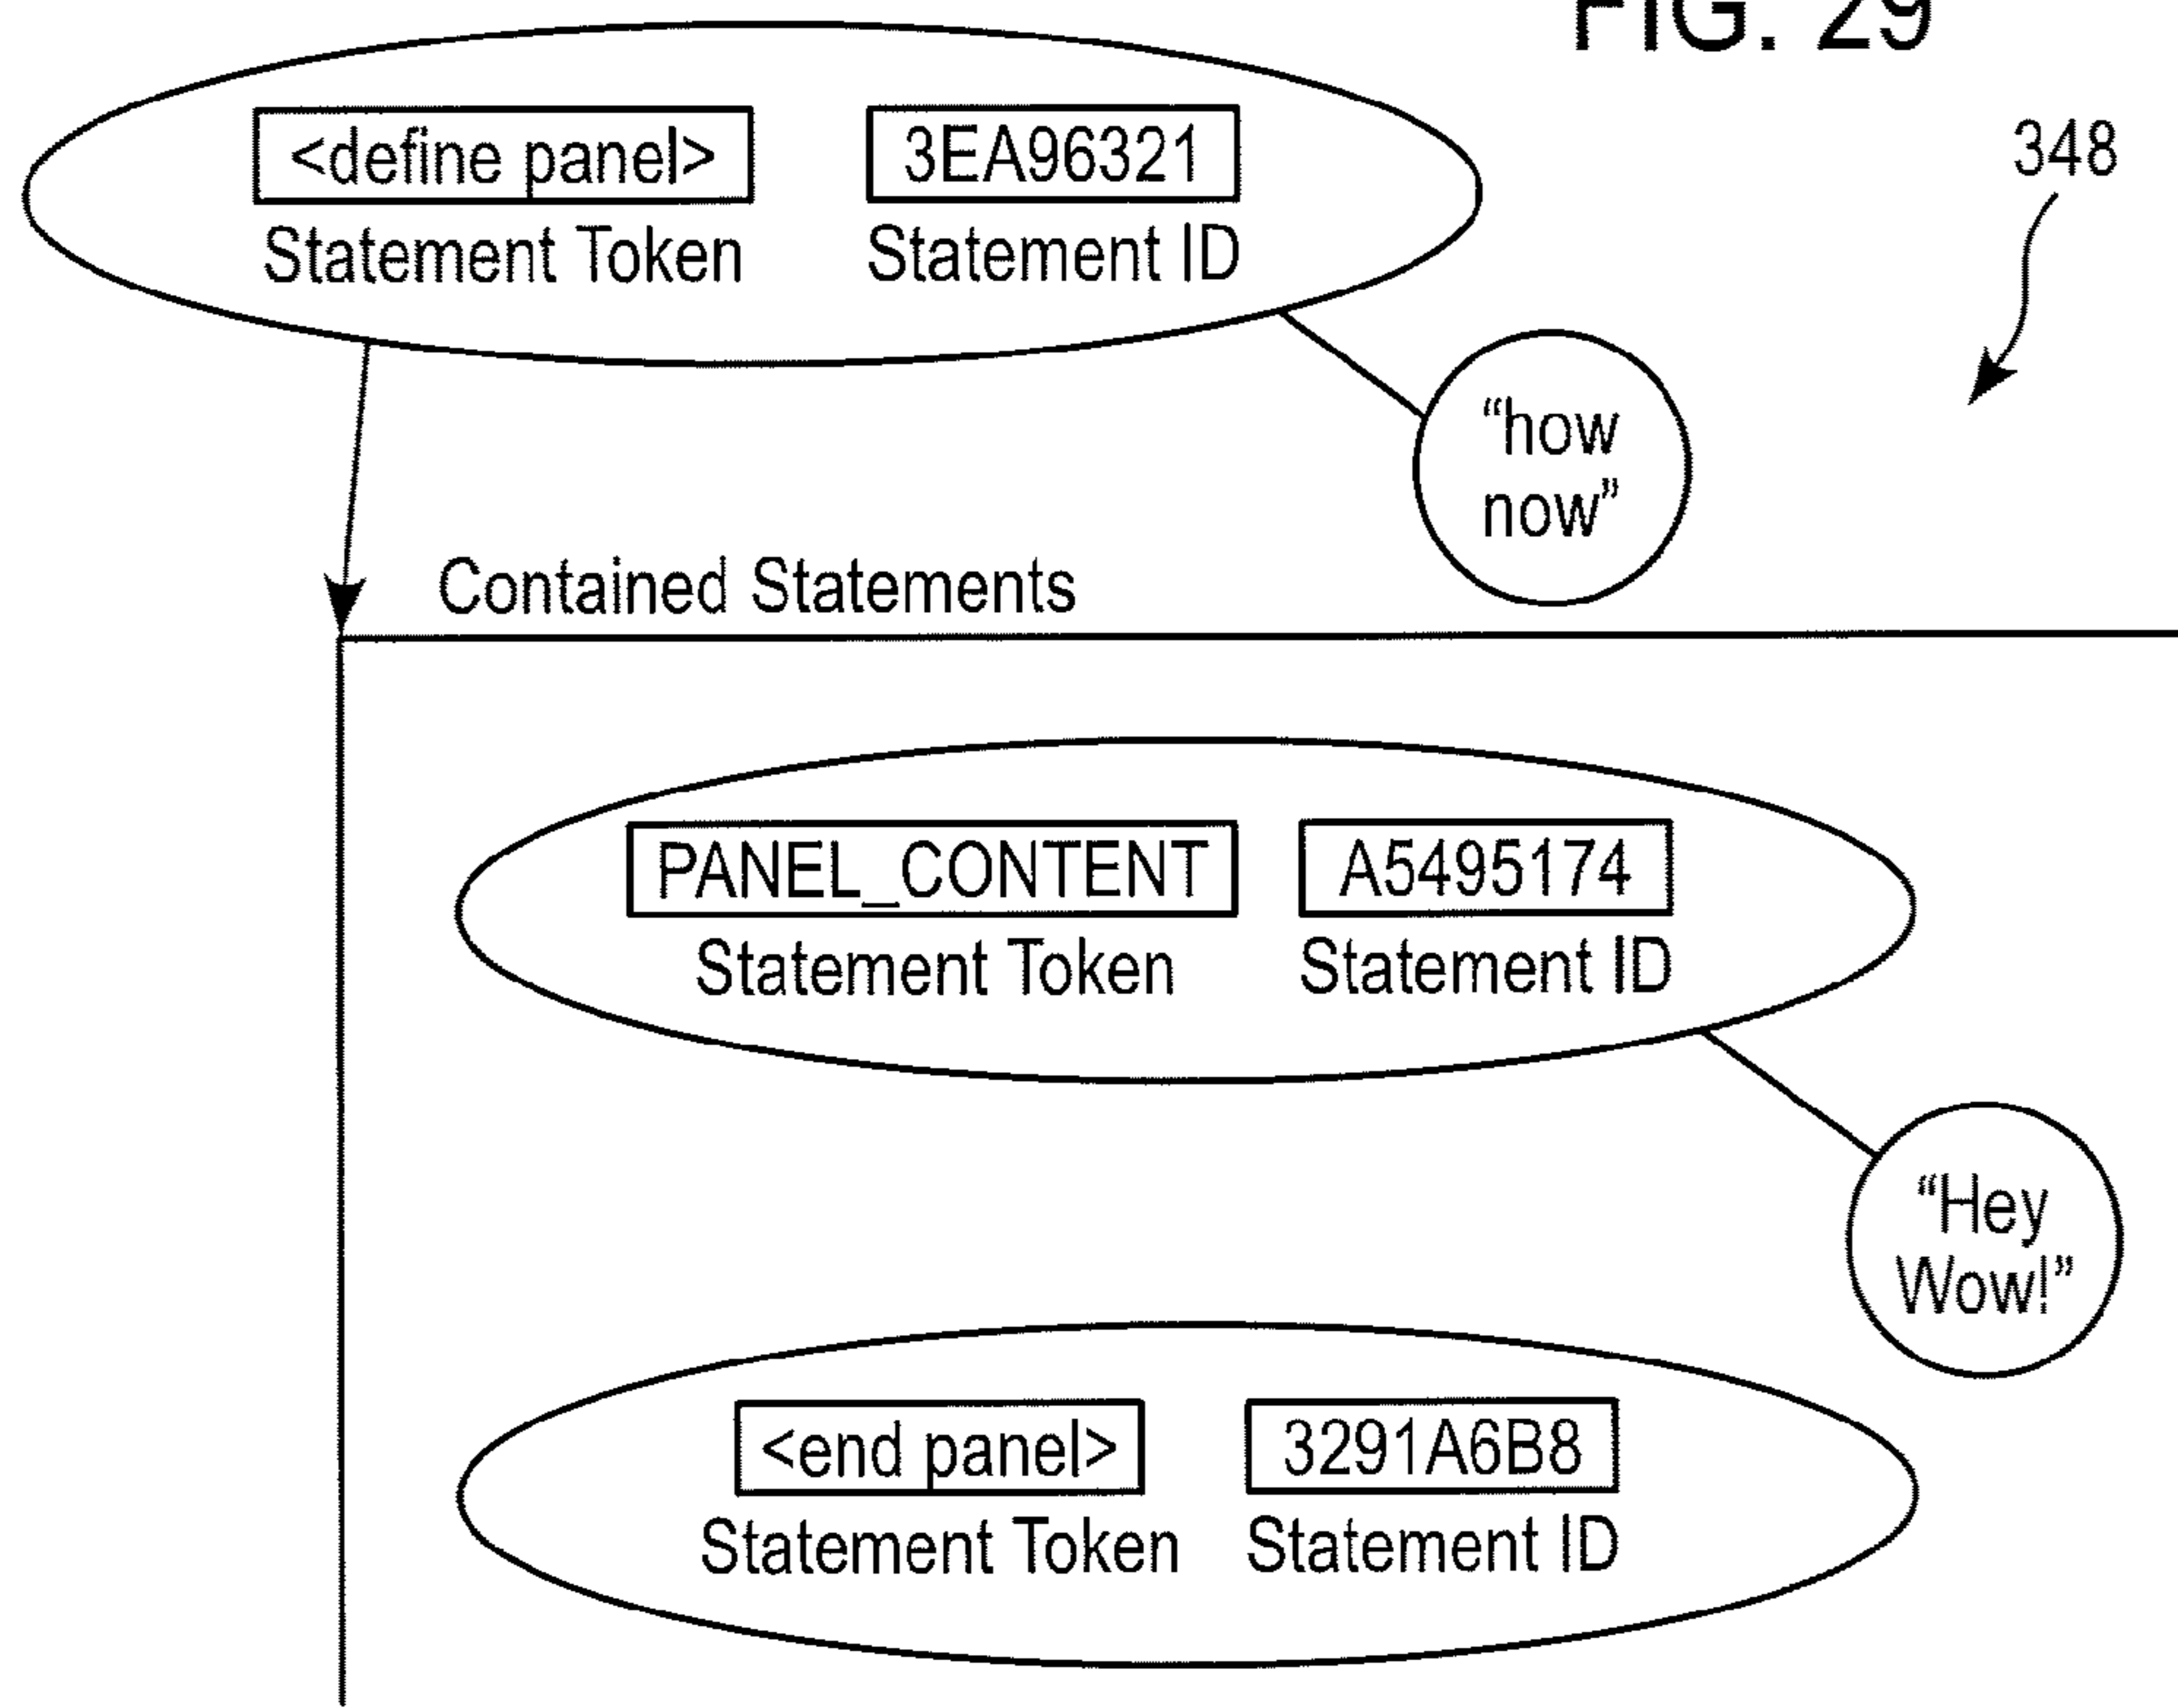 FIG. 29
<define panel> 3EA96321
Statement Token Statement ID
348
“how
now”
Contained Statements
PANEL_CONTENT A5495174
Statement Token Statement ID
“Hey
Wow!”
<end panel> 3291A6B8
Statement Token Statement ID